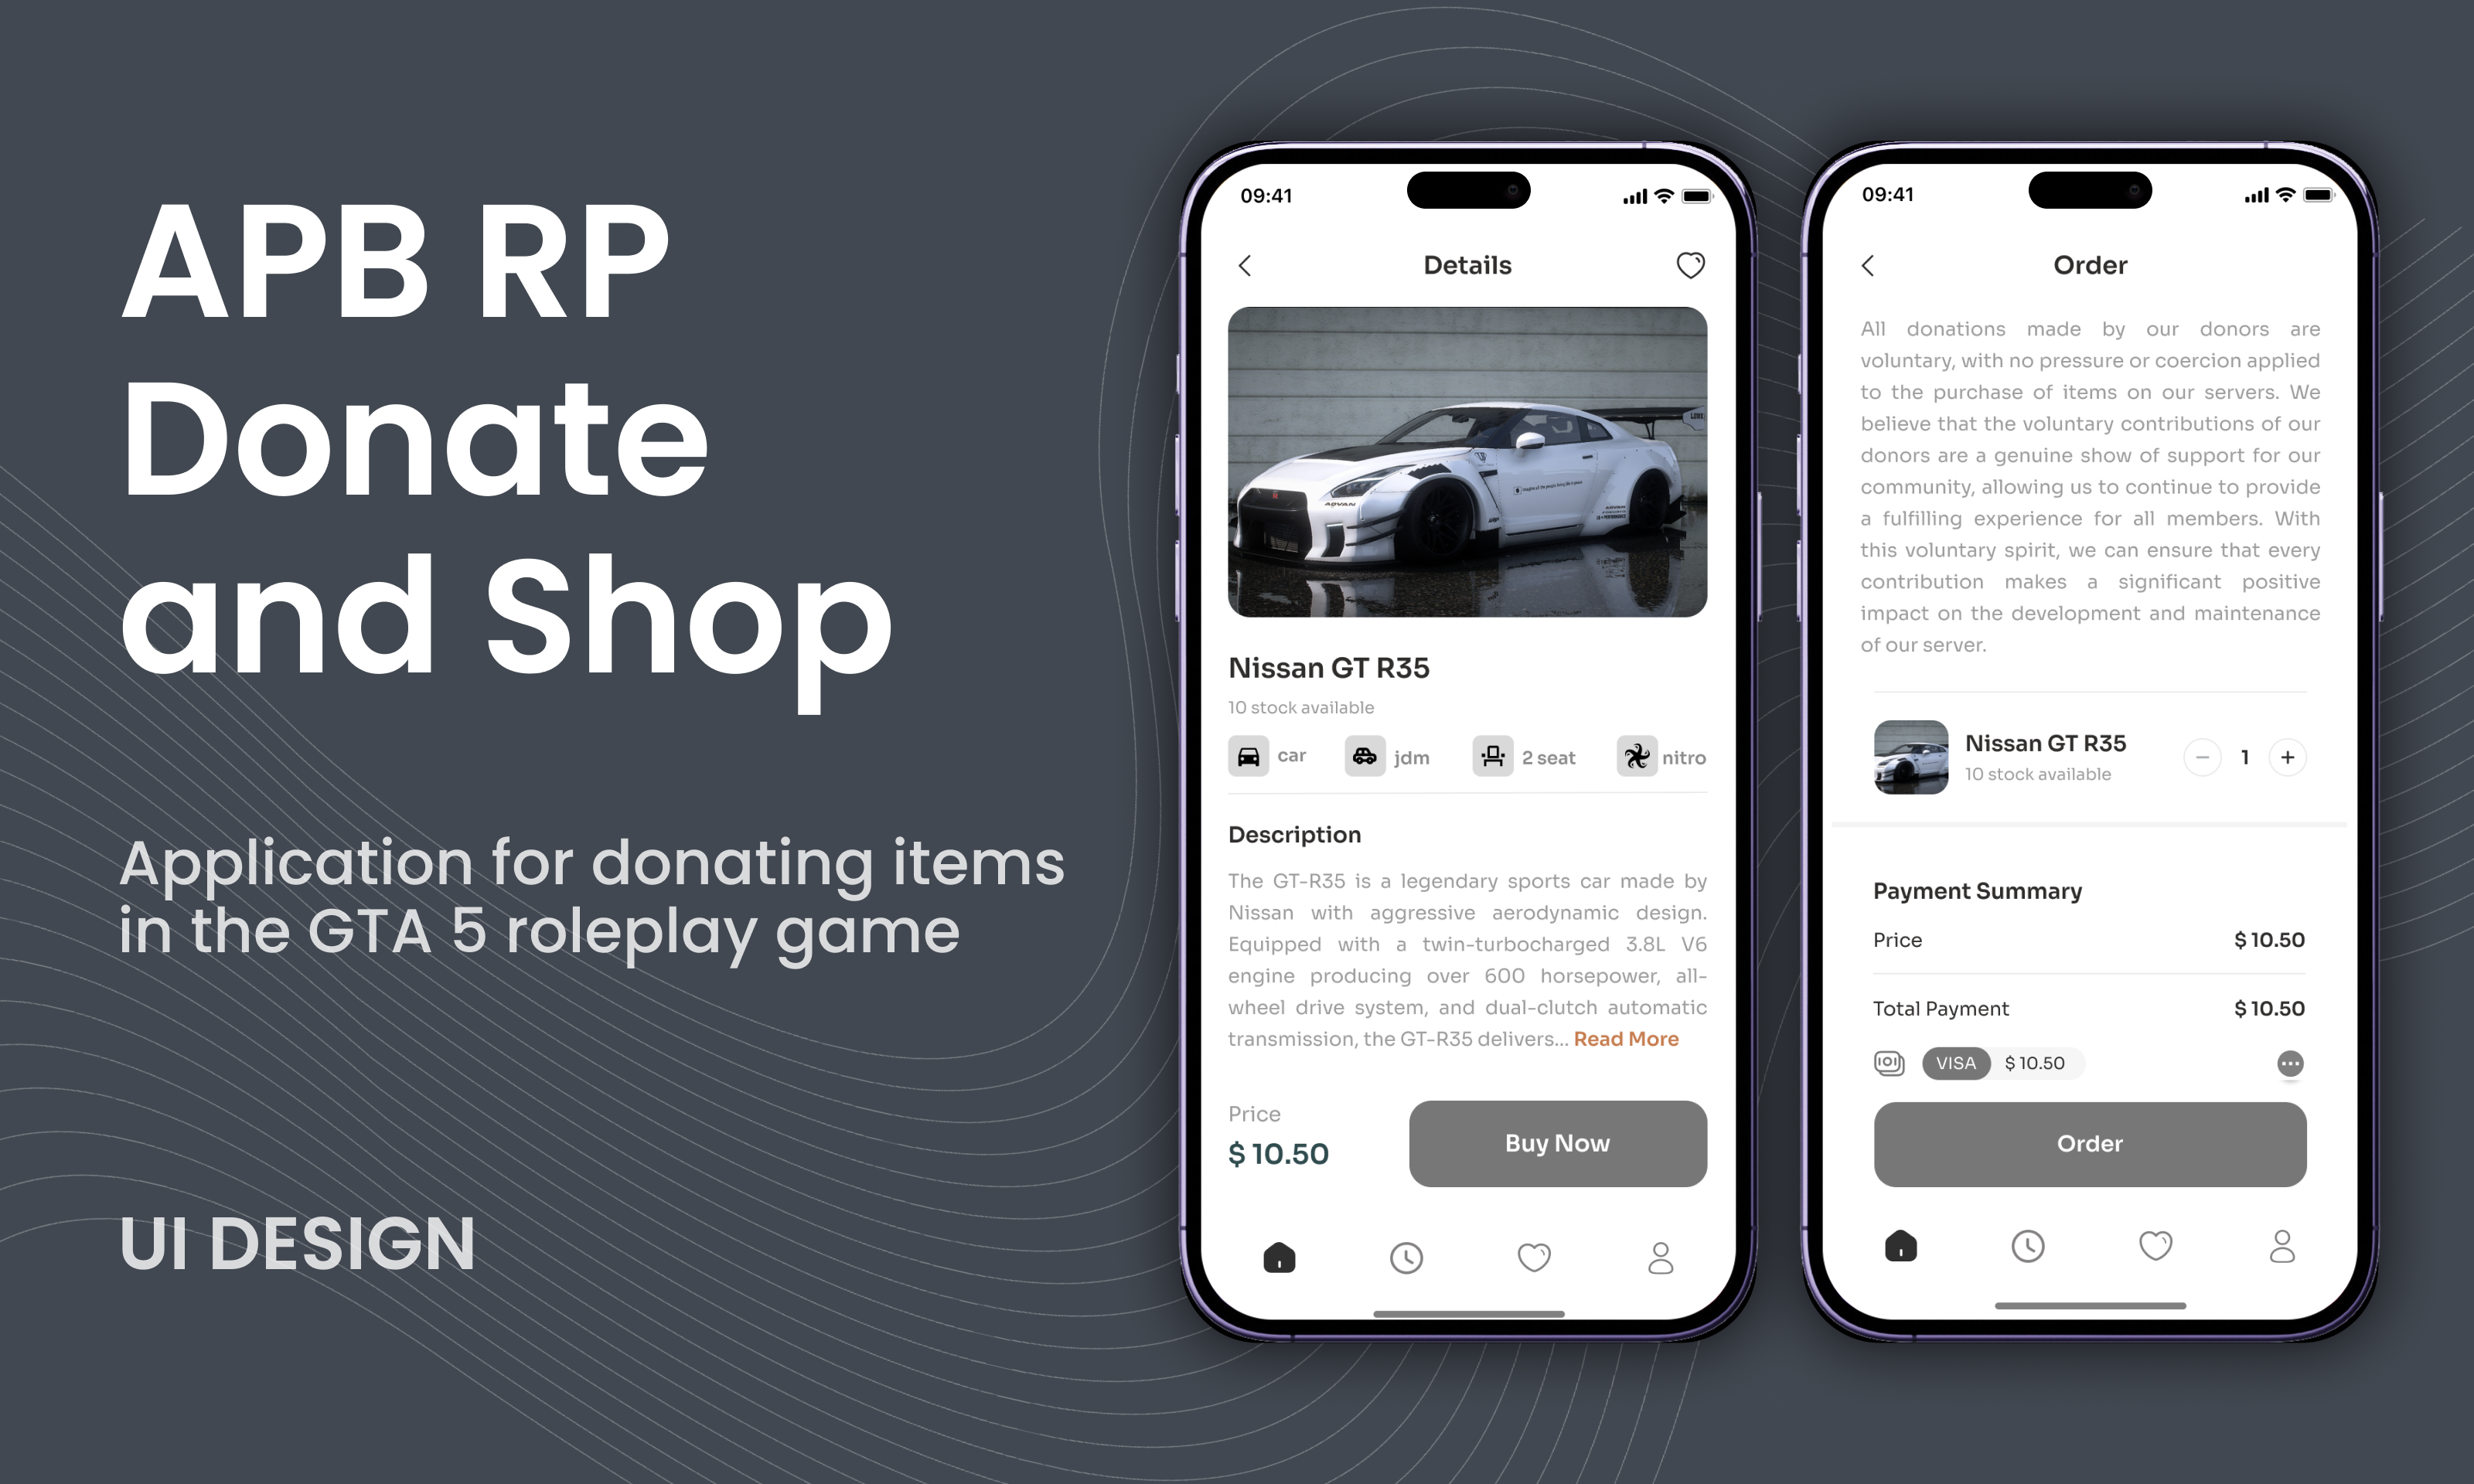 APB RP
Donate
and Shop
Application for donating items
in the GTA 5 roleplay game
UI DESIGN
09:41
Details
Nissan GT R35
10 stock available
car
jdm
2 seat
nitro
Description
The GT-R35 is a legendary sports car made by
Nissan with aggressive aerodynamic design.
Equipped with a twin-turbocharged 3.8L V6
engine producing over 600 horsepower, all-
wheel drive system, and dual-clutch automatic
transmission, the GT-R35 delivers... Read More
Price
$ 10.50
Buy Now
09:41
Order
All donations made by our donors are
voluntary, with no pressure or coercion applied
to the purchase of items on our servers. We
believe that the voluntary contributions of our
donors are a genuine show of support for our
community, allowing us to continue to provide
a fulfilling experience for all members. With
this voluntary spirit, we can ensure that every
contribution makes a significant positive
impact on the development and maintenance
of our server.
Nissan GT R35
10 stock available
1
Payment Summary
Price
$ 10.50
Total Payment
$ 10.50
VISA
$ 10.50
Order